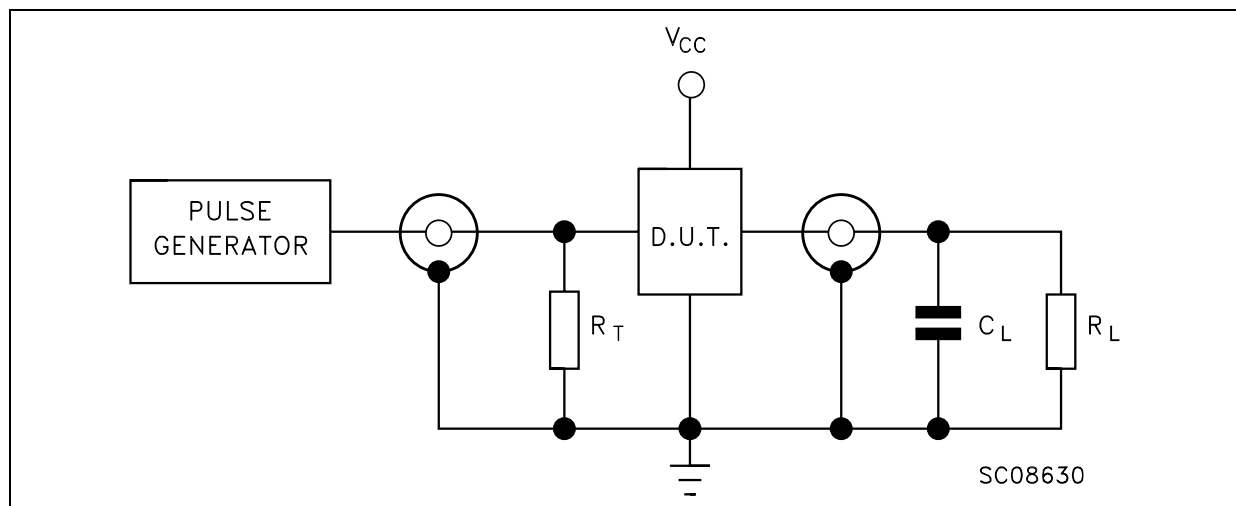 VCC
PULSE
GENERATOR
D.U.T.
RT
CL
RL
SC08630